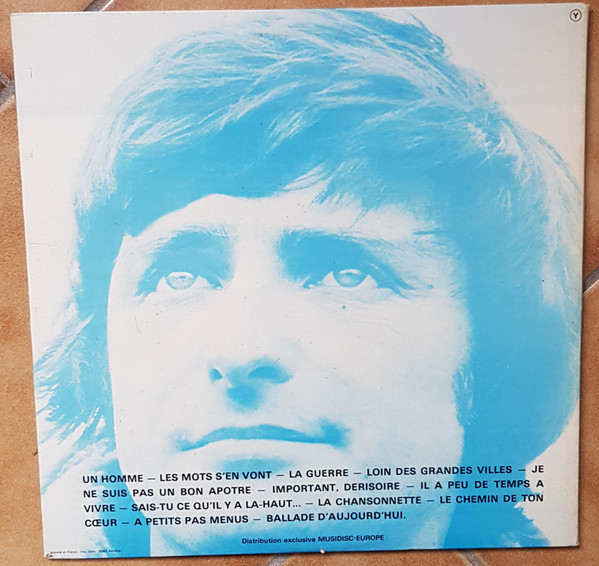 Y
UN HOMME – LES MOTS S'EN VONT – LA GUERRE – LOIN DES GRANDES VILLES – JE
NE SUIS PAS UN BON APOTRE – IMPORTANT, DERISOIRE – IL A PEU DE TEMPS A
VIVRE – SAIS-TU CE QU'IL Y A LA-HAUT... – LA CHANSONNETTE – LE CHEMIN DE TON
CŒUR – A PETITS PAS MENUS – BALLADE D'AUJOURD'HUI.
Distribution exclusive MUSIDISC-EUROPE